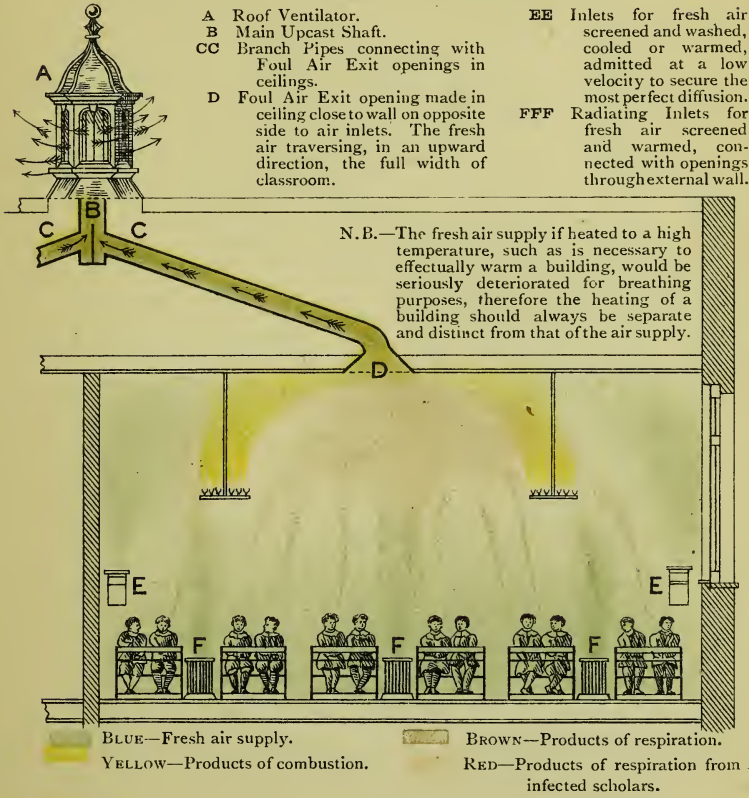 A Roof Ventilator.
B Main Upcast Shaft.
CC Branch Pipes connecting with
Foul Air Exit openings in
ceilings.
D Foul Air Exit opening made in
ceiling close to wall on opposite
side to air inlets. The fresh
air traversing, in an upward
direction, the full width of
classroom.
EE Inlets for fresh air
screened and washed,
cooled or warmed,
admitted at a low
velocity to secure the
most perfect diffusion.
FFF Radiating Inlets for
fresh air screened
and warmed, con-
nected with openings
through external wall.
A
B
C C
N.B.—The fresh air supply if heated to a high
temperature, such as is necessary to
effectually warm a building, would be
seriously deteriorated for breathing
purposes, therefore the heating of a
building should always be separate
and distinct from that of the air supply.
D
E E
F F F
BLUE—Fresh air supply.
YELLOW—Products of combustion.
BROWN—Products of respiration.
RED—Products of respiration from
infected scholars.